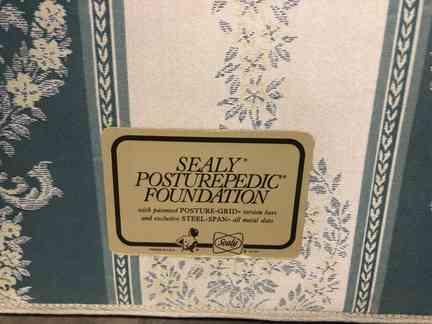 SEALY®
POSTUREPEDIC®
FOUNDATION
with patented POSTURE-GRID® torsion bars
and exclusive STEEL-SPAN® all metal slats
Sealy